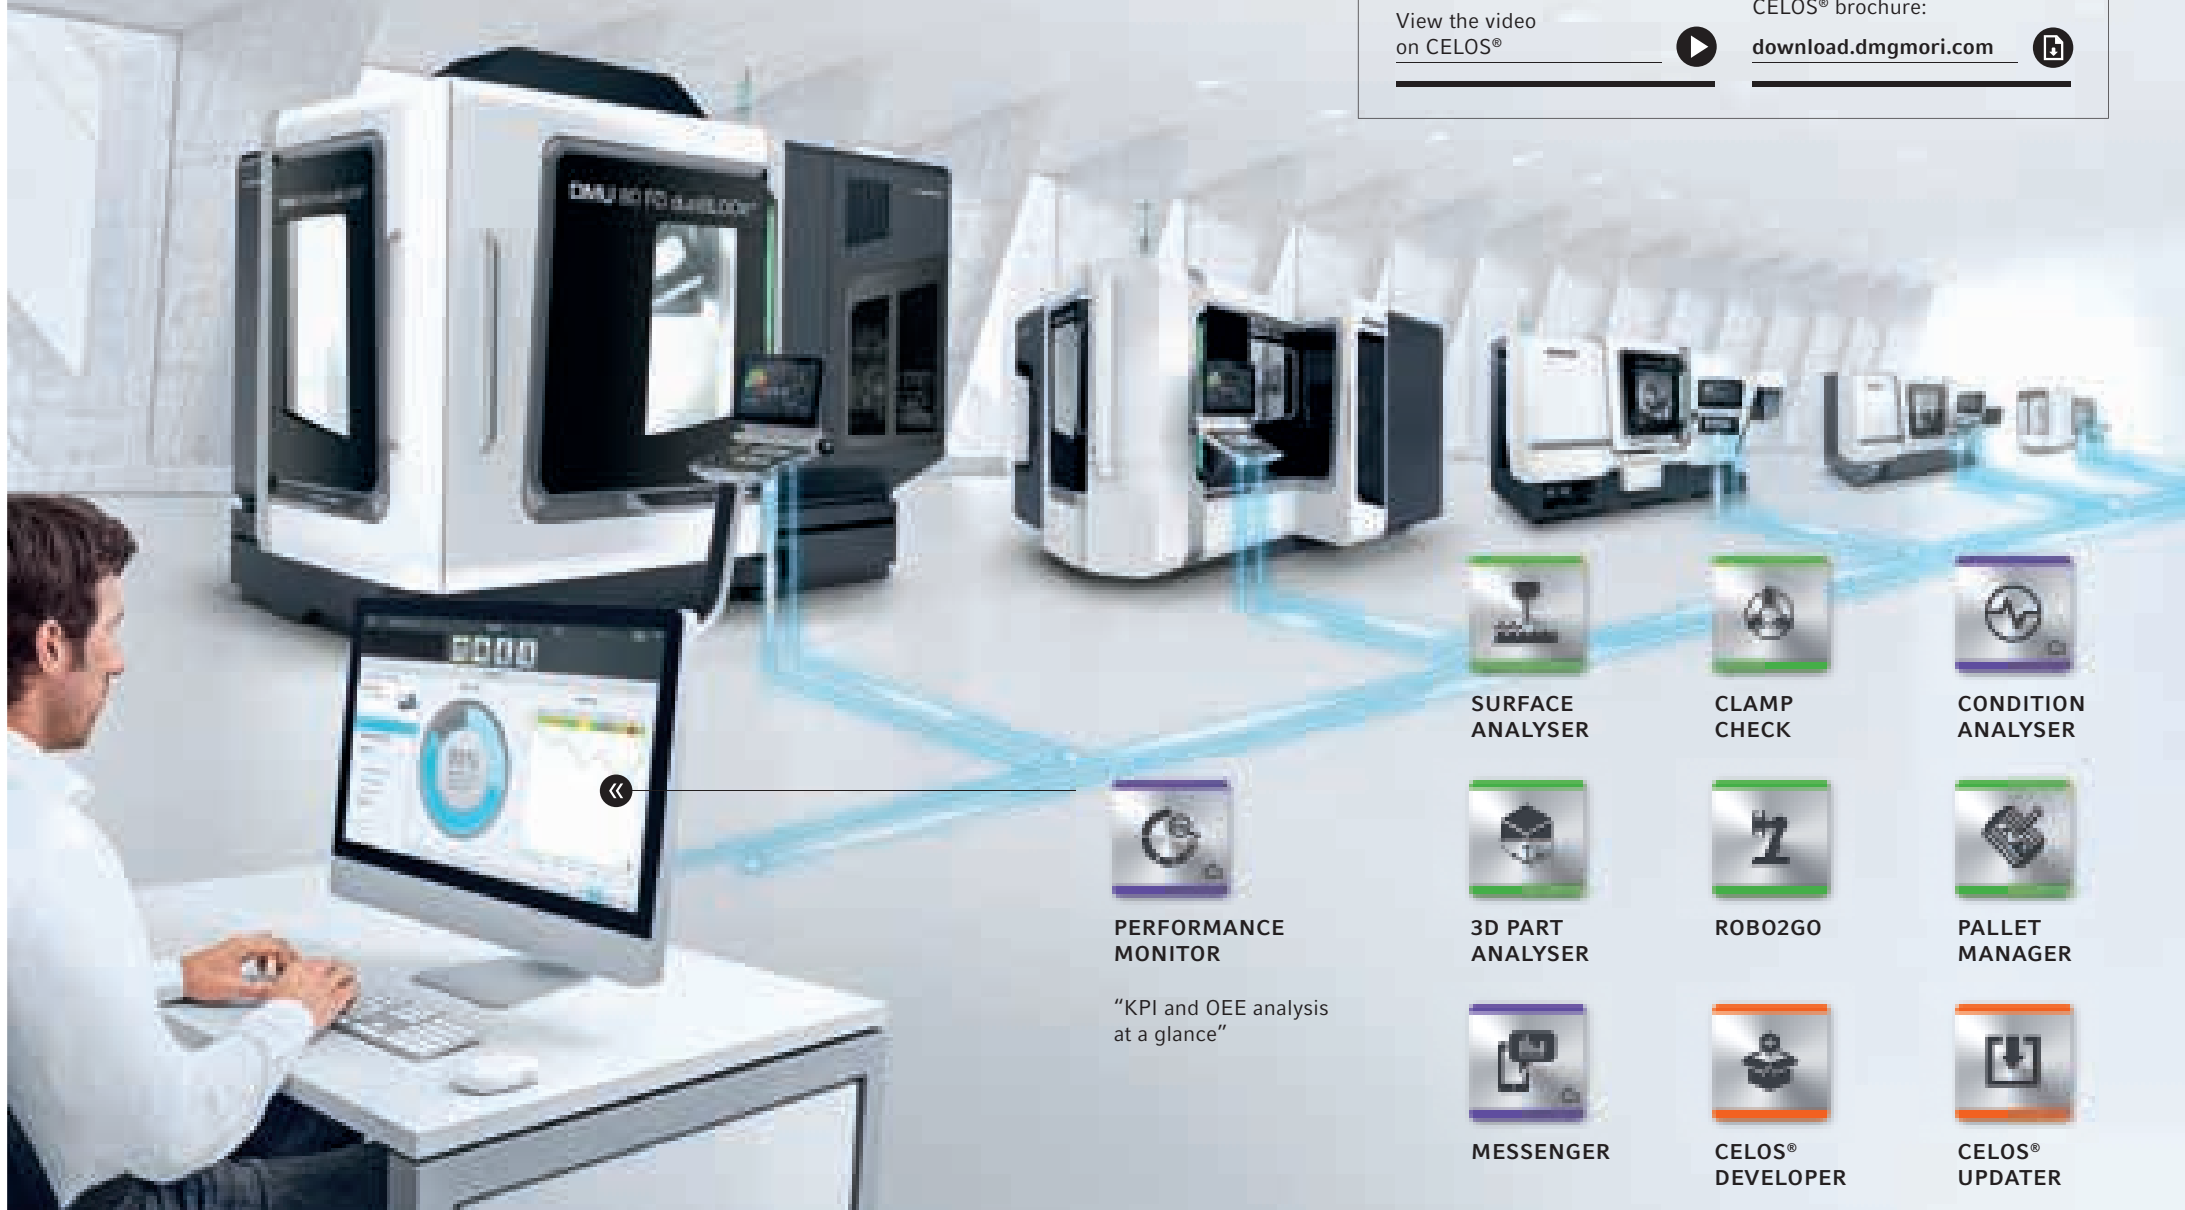 View the video
on CELOS®
CELOS® brochure:
download.dmgmori.com
DMU
SURFACE
ANALYSER
CLAMP
CHECK
CONDITION
ANALYSER
PERFORMANCE
MONITOR
"KPI and OEE analysis
at a glance"
3D PART
ANALYSER
ROBO2GO
PALLET
MANAGER
MESSENGER
CELOS®
DEVELOPER
CELOS®
UPDATER